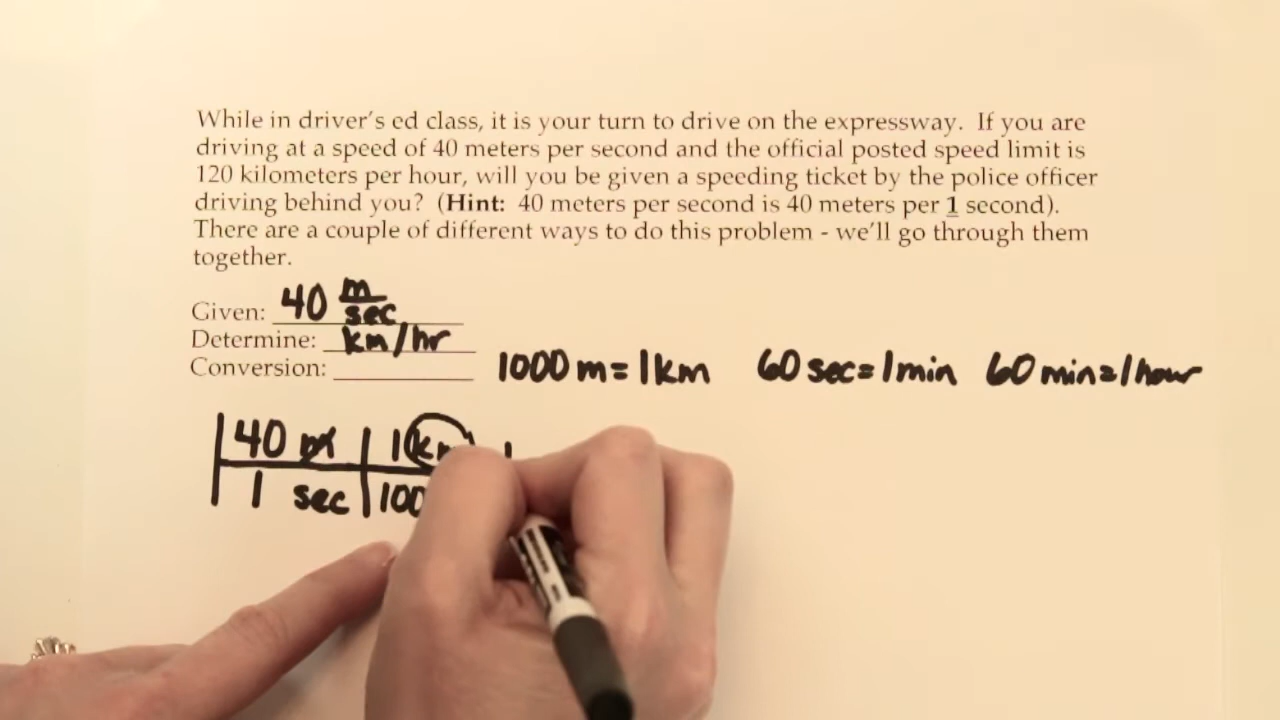 While in driver's ed class, it is your turn to drive on the expressway. If you are
driving at a speed of 40 meters per second and the official posted speed limit is
120 kilometers per hour, will you be given a speeding ticket by the police officer
driving behind you? (Hint: 40 meters per second is 40 meters per 1 second).
There are a couple of different ways to do this problem - we'll go through them
together.
Given: 40 m/sec
Determine: km/hr
Conversion: 1000 m = 1 km 60 sec = 1 min 60 min = 1 hour
40 m 1
1 sec